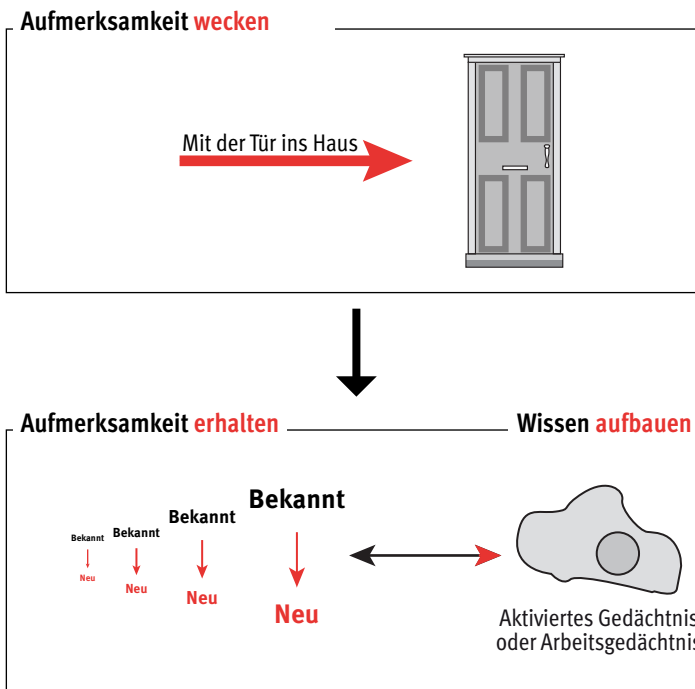 Aufmerksamkeit wecken
Mit der Tür ins Haus
Aufmerksamkeit erhalten
Wissen aufbauen
Bekannt
Neu
Bekannt
Neu
Bekannt
Neu
Bekannt
Neu
Aktiviertes Gedächtnis
oder Arbeitsgedächtnis